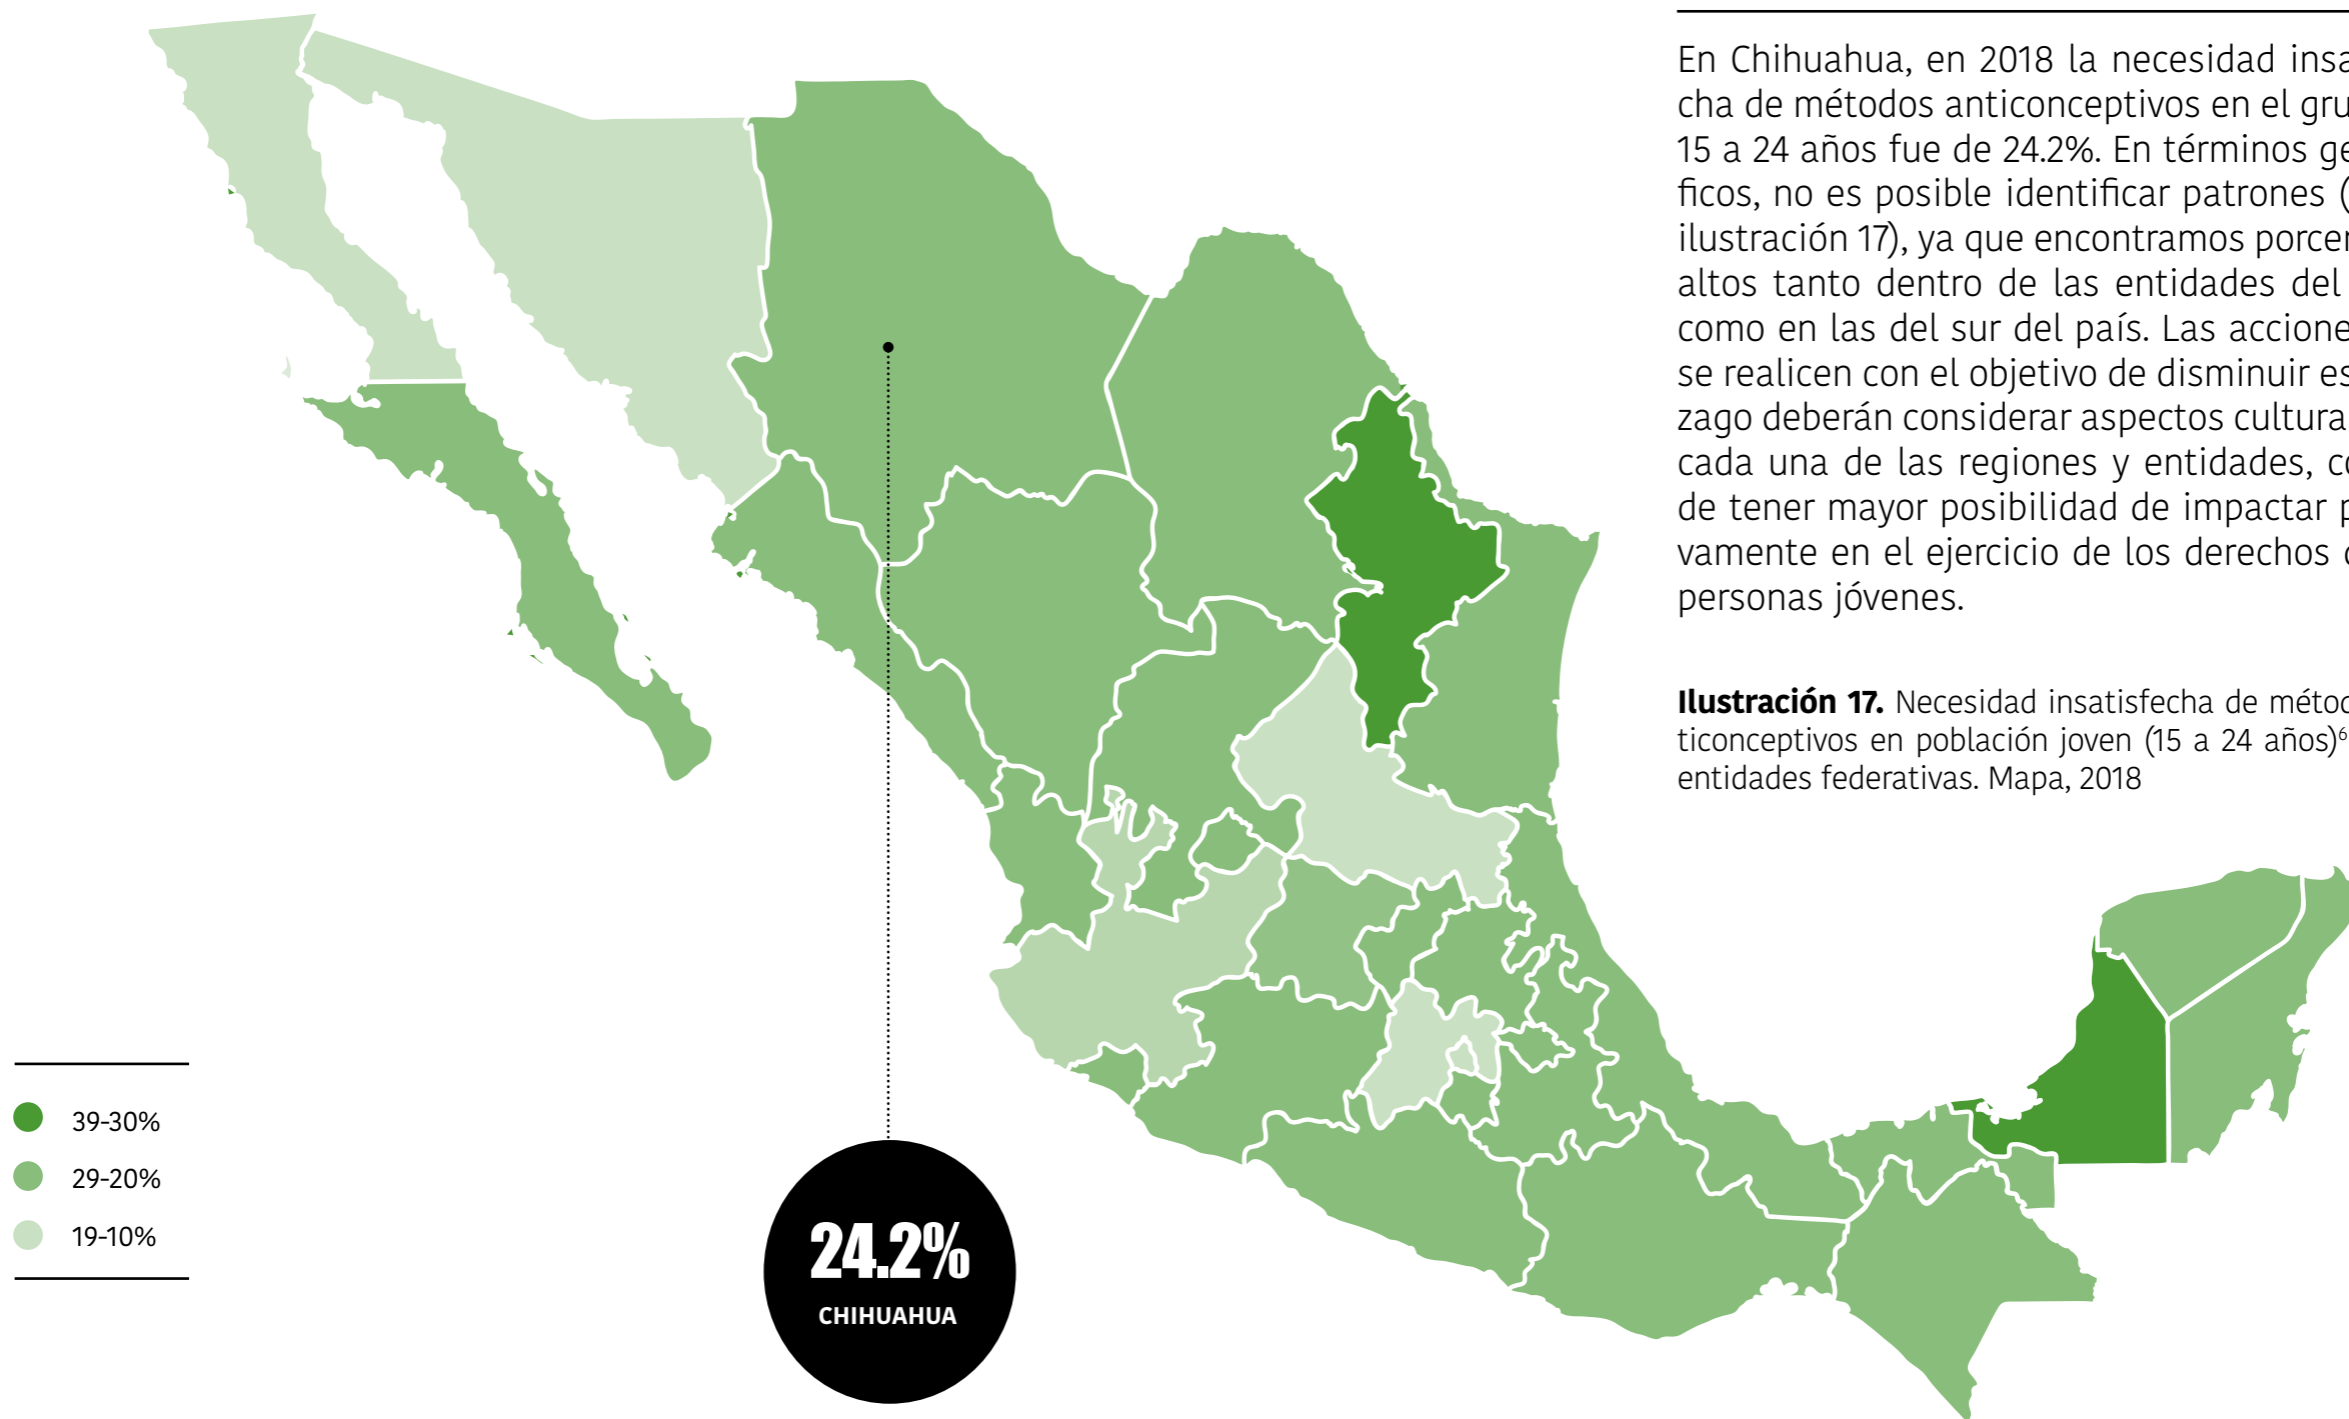 En Chihuahua, en 2018 la necesidad insa
cha de métodos anticonceptivos en el gru
15 a 24 años fue de 24.2%. En términos ge
ficos, no es posible identificar patrones (
ilustración 17), ya que encontramos porcen
altos tanto dentro de las entidades del
como en las del sur del país. Las accione
se realicen con el objetivo de disminuir es
zago deberán considerar aspectos cultura
cada una de las regiones y entidades, co
de tener mayor posibilidad de impactar p
vamente en el ejercicio de los derechos
personas jóvenes.
Ilustración 17. Necesidad insatisfecha de métod
ticonceptivos en población joven (15 a 24 años)6
entidades federativas. Mapa, 2018
39-30%
29-20%
19-10%
24.2%
CHIHUAHUA